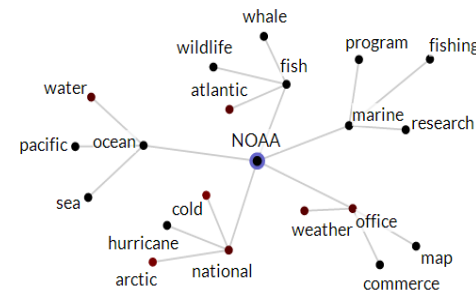 whale
wildlife
fish
atlantic
program
fishing
marine
research
water
pacific
ocean
sea
NOAA
cold
hurricane
arctic
national
weather
office
map
commerce